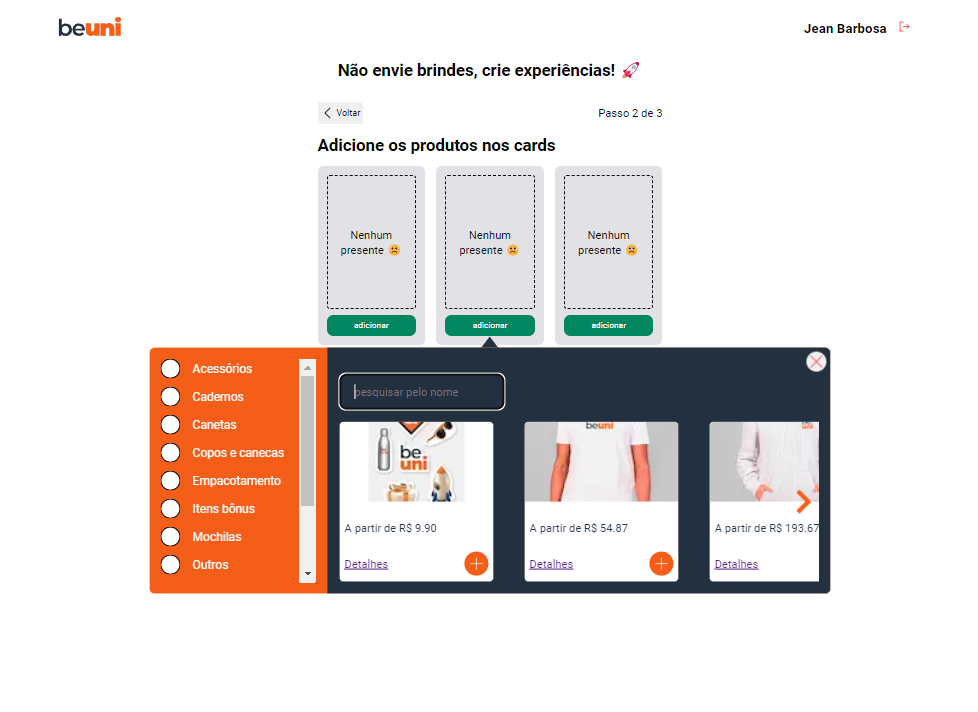 beuni
Jean Barbosa
Não envie brindes, crie experiências! 🚀
Voltar
Passo 2 de 3
Adicione os produtos nos cards
Nenhum
presente 🙁
adicionar
Nenhum
presente 🙁
adicionar
Nenhum
presente 🙁
adicionar
Acessórios
Cadernos
Canetas
Copos e canecas
Empacotamento
Itens bônus
Mochilas
Outros
pesquisar pelo nome
be
uni
A partir de R$ 9.90
Detalhes
beuni
A partir de R$ 54.87
Detalhes
uni
A partir de R$ 193.67
Detalhes